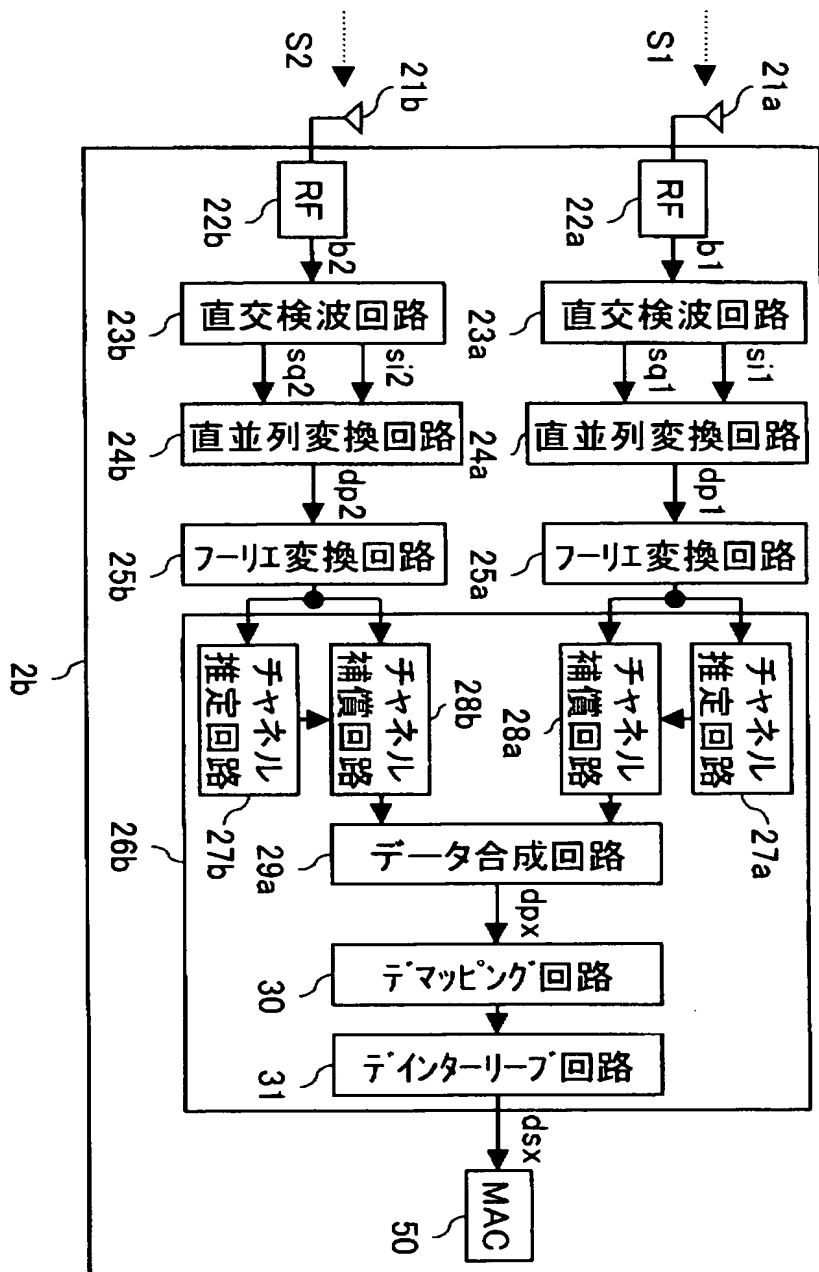 S1
21a
RF
22a
b1
直交検波回路
23a
si1
sq1
直並列変換回路
24a
dp1
フーリエ変換回路
25a
チャネル
推定回路
27a
チャネル
補償回路
28a
S2
21b
RF
22b
b2
直交検波回路
23b
si2
sq2
直並列変換回路
24b
dp2
フーリエ変換回路
25b
チャネル
補償回路
28b
チャネル
推定回路
27b
データ合成回路
29a
dpx
デマッピング回路
30
デインターリーブ回路
31
dsx
MAC
50
26b
2b